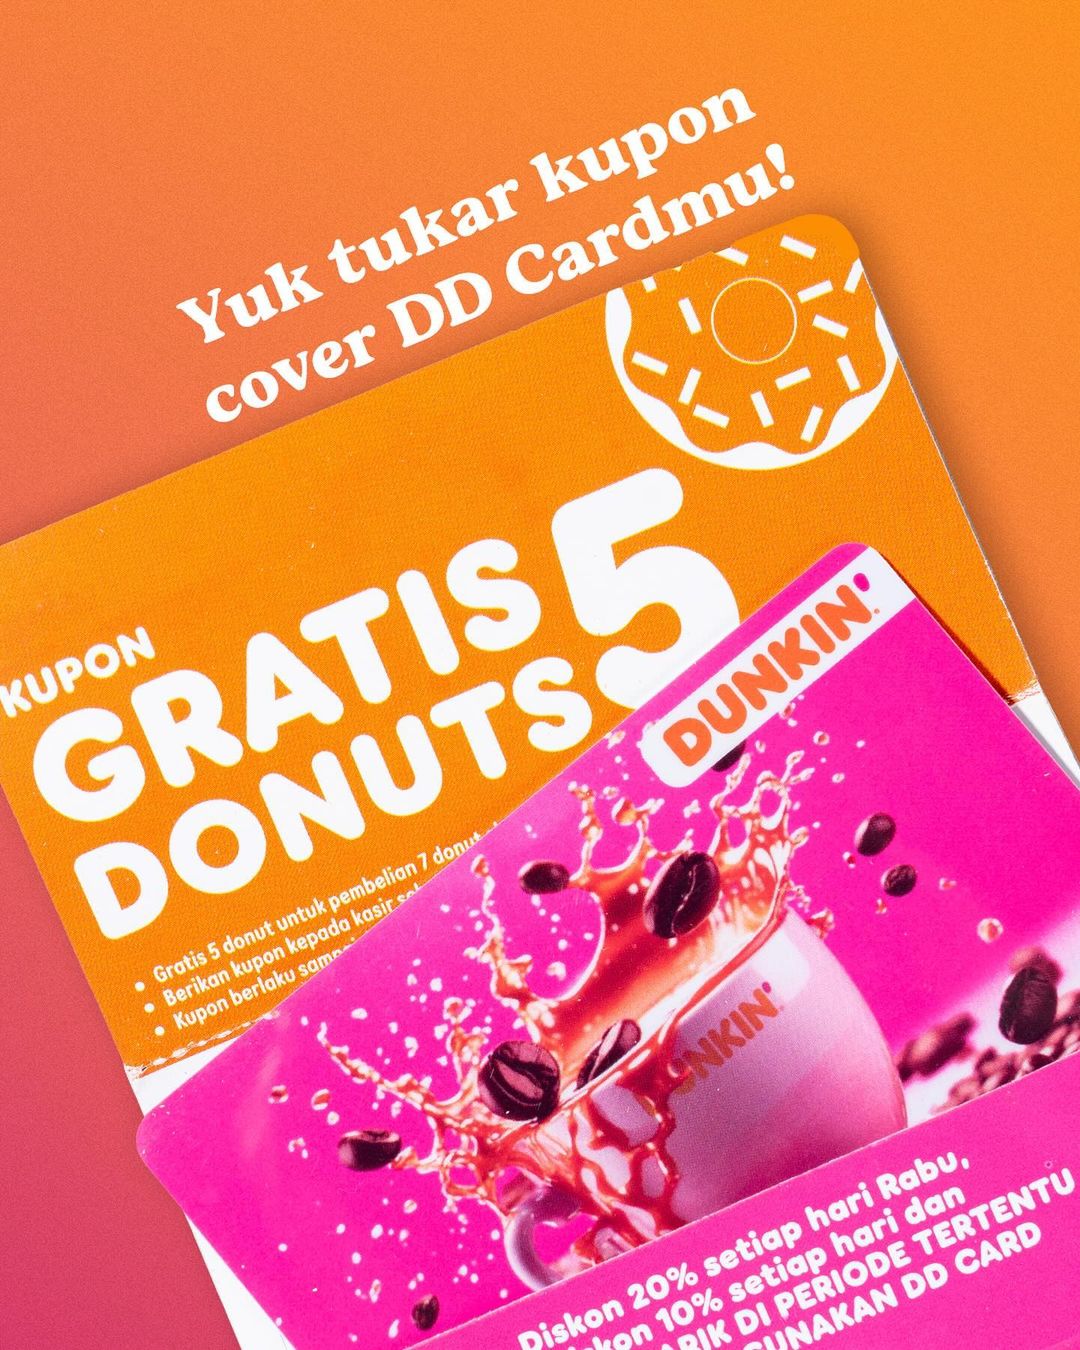 Yuk tukar kupon
cover DD Cardmu!
KUPON
GRATIS 5
DONUTS
• Gratis 5 donut untuk pembelian 7 donut
• Berikan kupon kepada kasir
• Kupon berlaku
DUNKIN'
DUNKIN'
Diskon 20% setiap hari Rabu,
10% setiap hari dan
DI PERIODE TERTENTU
DD CARD